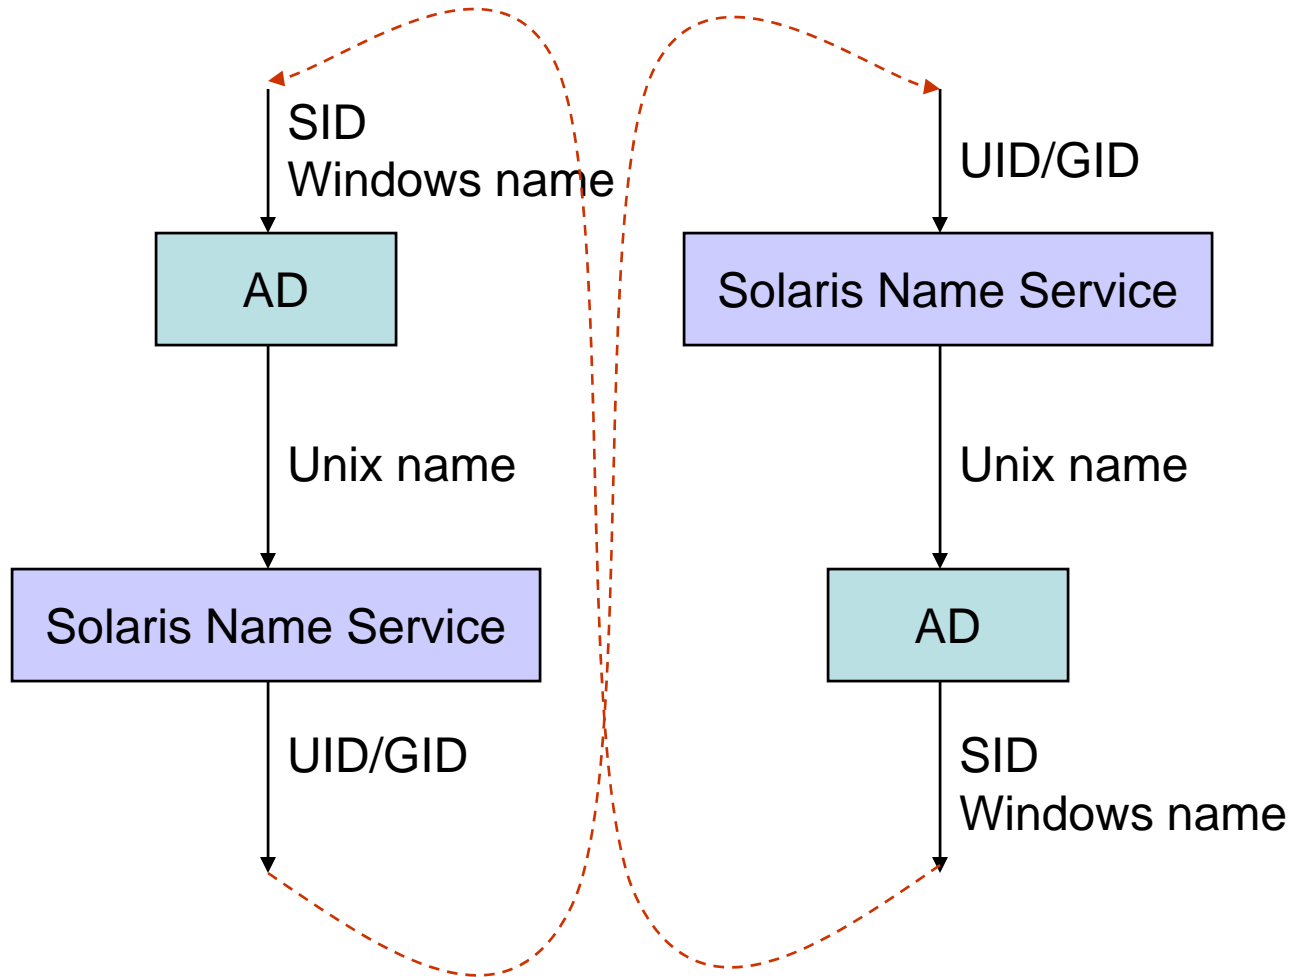 SID
Windows name
AD
Unix name
Solaris Name Service
UID/GID
UID/GID
Solaris Name Service
Unix name
AD
SID
Windows name